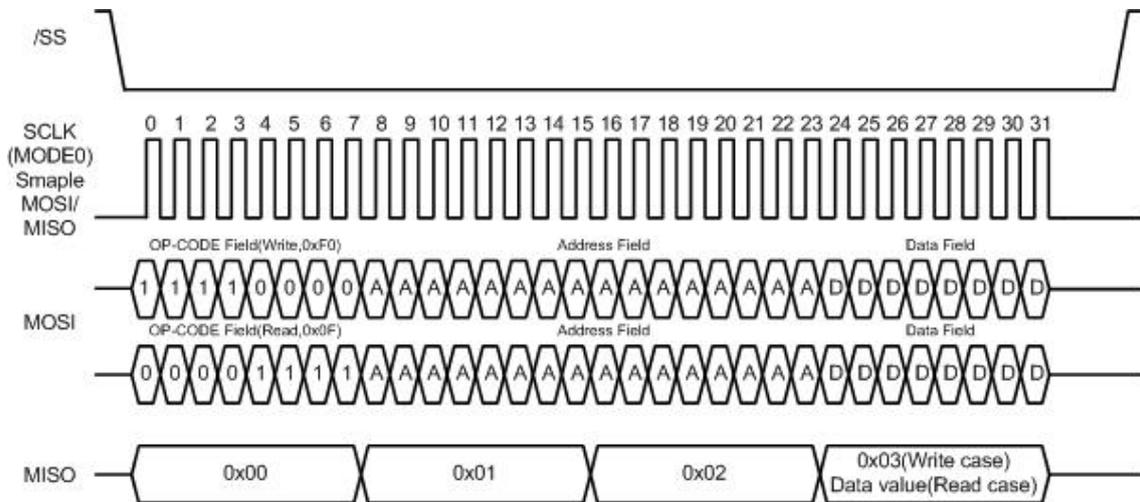 /SS
SCLK
(MODE0)
Smaple
MOSI/
MISO
0 1 2 3 4 5 6 7 8 9 10 11 12 13 14 15 16 17 18 19 20 21 22 23 24 25 26 27 28 29 30 31
OP-CODE Field(Write,0xF0) Address Field Data Field
1 1 1 1 0 0 0 0 A A A A A A A A A A A A A A A A D D D D D D D D
MOSI
OP-CODE Field(Read,0x0F) Address Field Data Field
0 0 0 0 1 1 1 1 A A A A A A A A A A A A A A A A D D D D D D D D
MISO 0x00 0x01 0x02 0x03(Write case)
Data value(Read case)